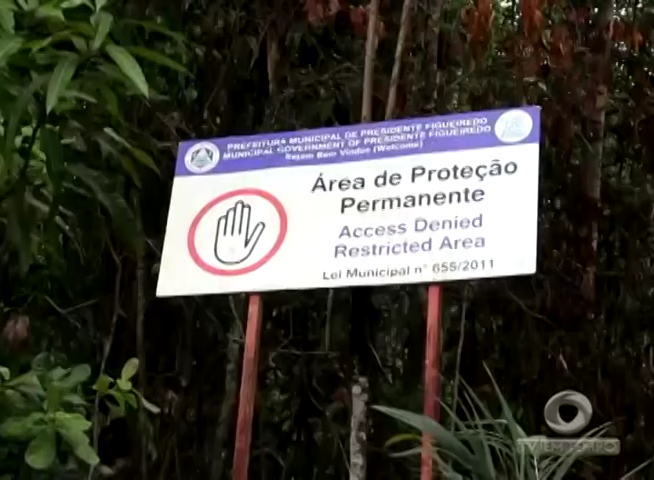 PREFEITURA MUNICIPAL DE PRESIDENTE FIGUEIREDO
MUNICIPAL GOVERNMENT OF PRESIDENTE FIGUEIREDO
Sejam Bem Vindos (Welcome)
Área de Proteção
Permanente
Access Denied
Restricted Area
Lei Municipal n° 655/2011